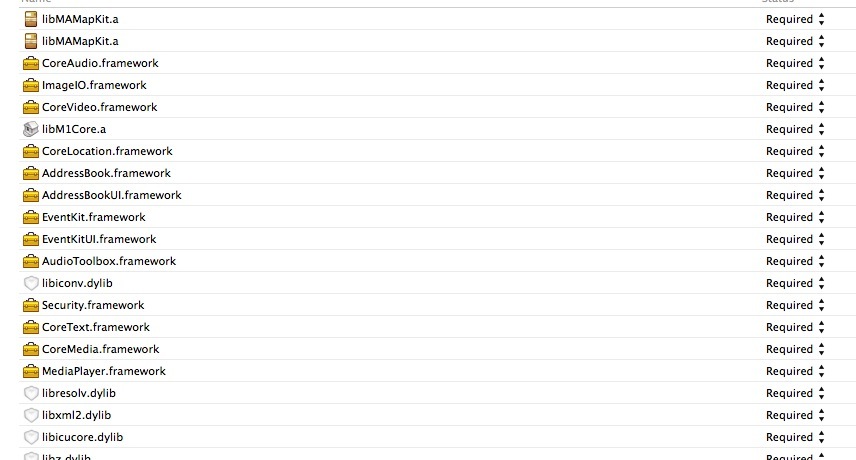 Name Status
libMAMapKit.a Required
libMAMapKit.a Required
CoreAudio.framework Required
ImageIO.framework Required
CoreVideo.framework Required
libM1Core.a Required
CoreLocation.framework Required
AddressBook.framework Required
AddressBookUI.framework Required
EventKit.framework Required
EventKitUI.framework Required
AudioToolbox.framework Required
libiconv.dylib Required
Security.framework Required
CoreText.framework Required
CoreMedia.framework Required
MediaPlayer.framework Required
libresolv.dylib Required
libxml2.dylib Required
libicucore.dylib Required
libz.dylib Required